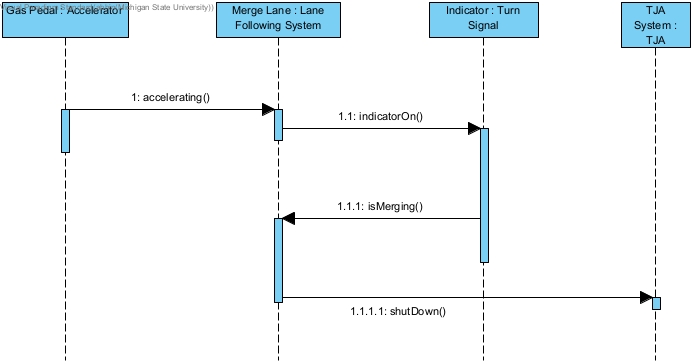 Michigan State University))
Gas Pedal : Accelerator
Merge Lane : Lane
Following System
Indicator : Turn
Signal
TJA
System :
TJA
1: accelerating()
1.1: indicatorOn()
1.1.1: isMerging()
1.1.1.1: shutDown()